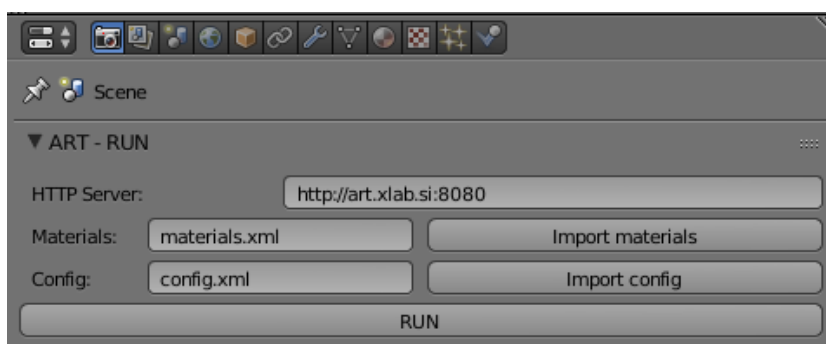 Scene
ART - RUN
HTTP Server: http://art.xlab.si:8080
Materials: materials.xml Import materials
Config: config.xml Import config
RUN